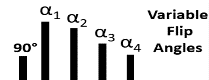 90° α₁ α₂ α₃ α₄
Variable
Flip
Angles